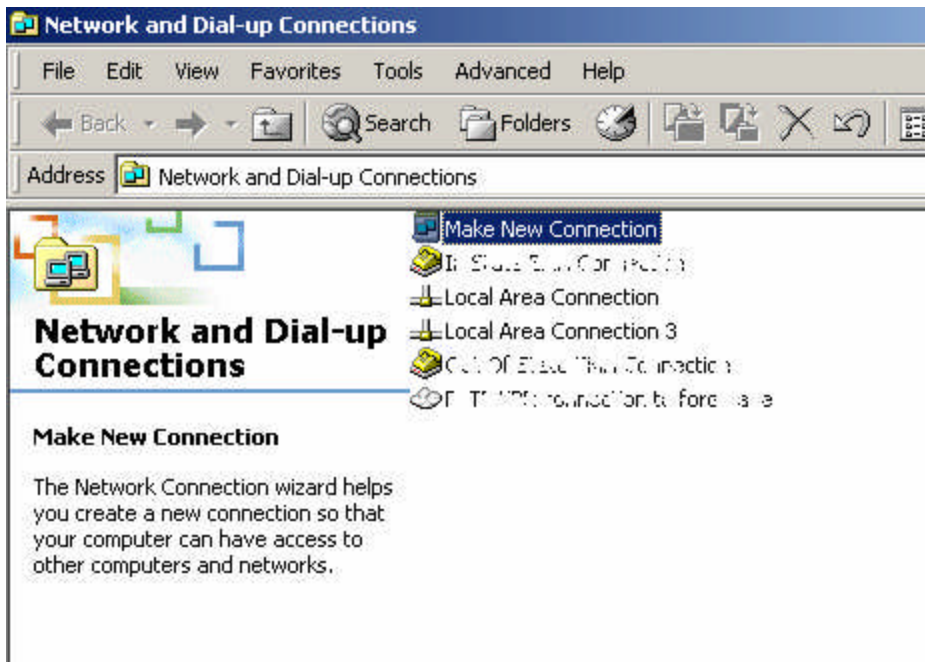 Network and Dial-up Connections
File Edit View Favorites Tools Advanced Help
Back Search Folders
Address Network and Dial-up Connections
Make New Connection
Local Area Connection
Local Area Connection 3
Network and Dial-up
Connections
Make New Connection
The Network Connection wizard helps
you create a new connection so that
your computer can have access to
other computers and networks.